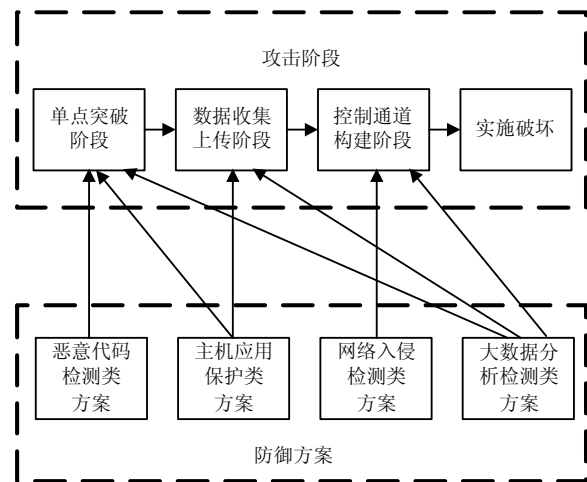 攻击阶段
单点突破
阶段
数据收集
上传阶段
控制通道
构建阶段
实施破坏
恶意代码
检测类
方案
主机应用
保护类
方案
网络入侵
检测类
方案
大数据分
析检测类
方案
防御方案